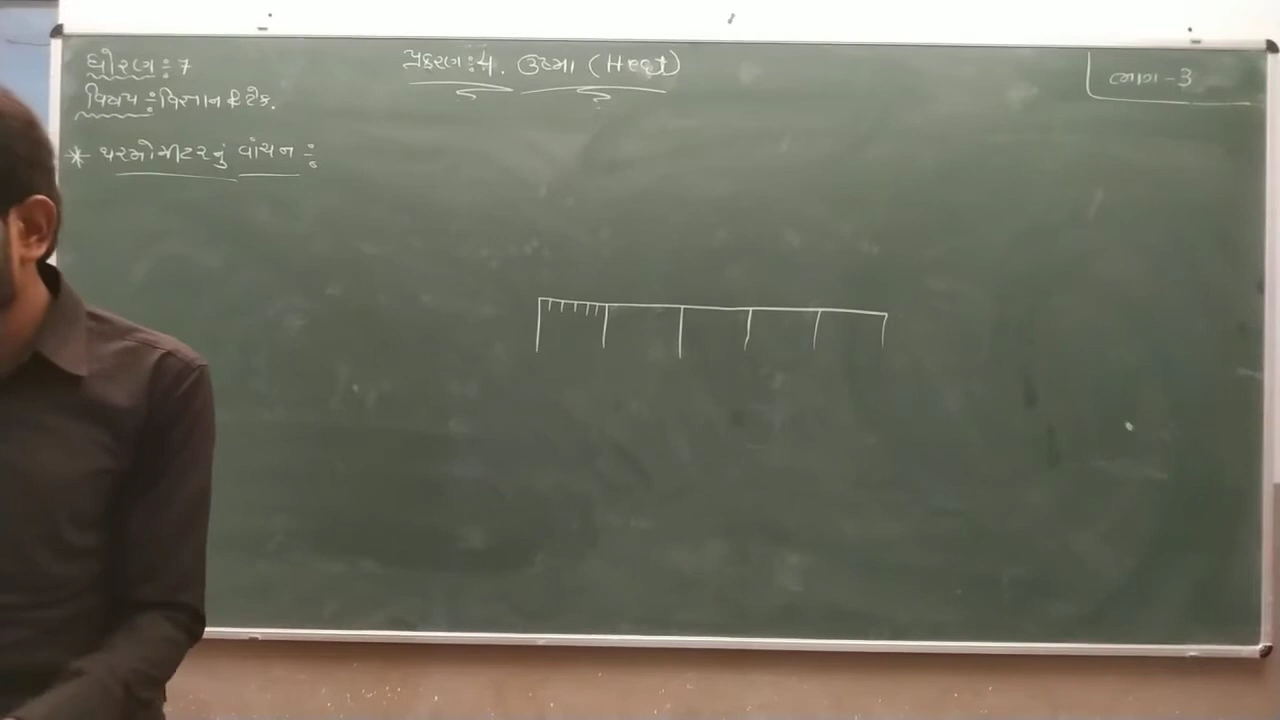 ધોરણ : 7
પ્રકરણ : 4. ઉષ્મા (Heat)
ભાગ - 3
વિષય : વિજ્ઞાન & ટેક.
* થરમોમીટરનું વાંચન :